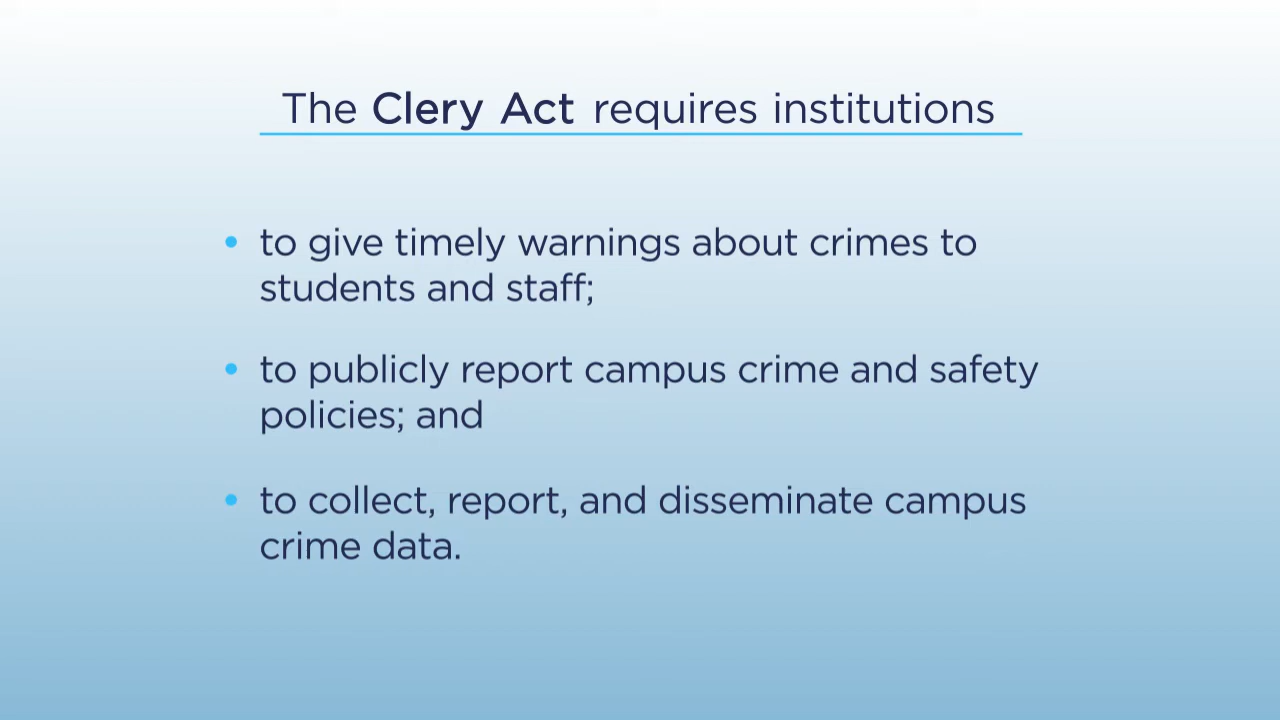 The Clery Act requires institutions
• to give timely warnings about crimes to
students and staff;
• to publicly report campus crime and safety
policies; and
• to collect, report, and disseminate campus
crime data.